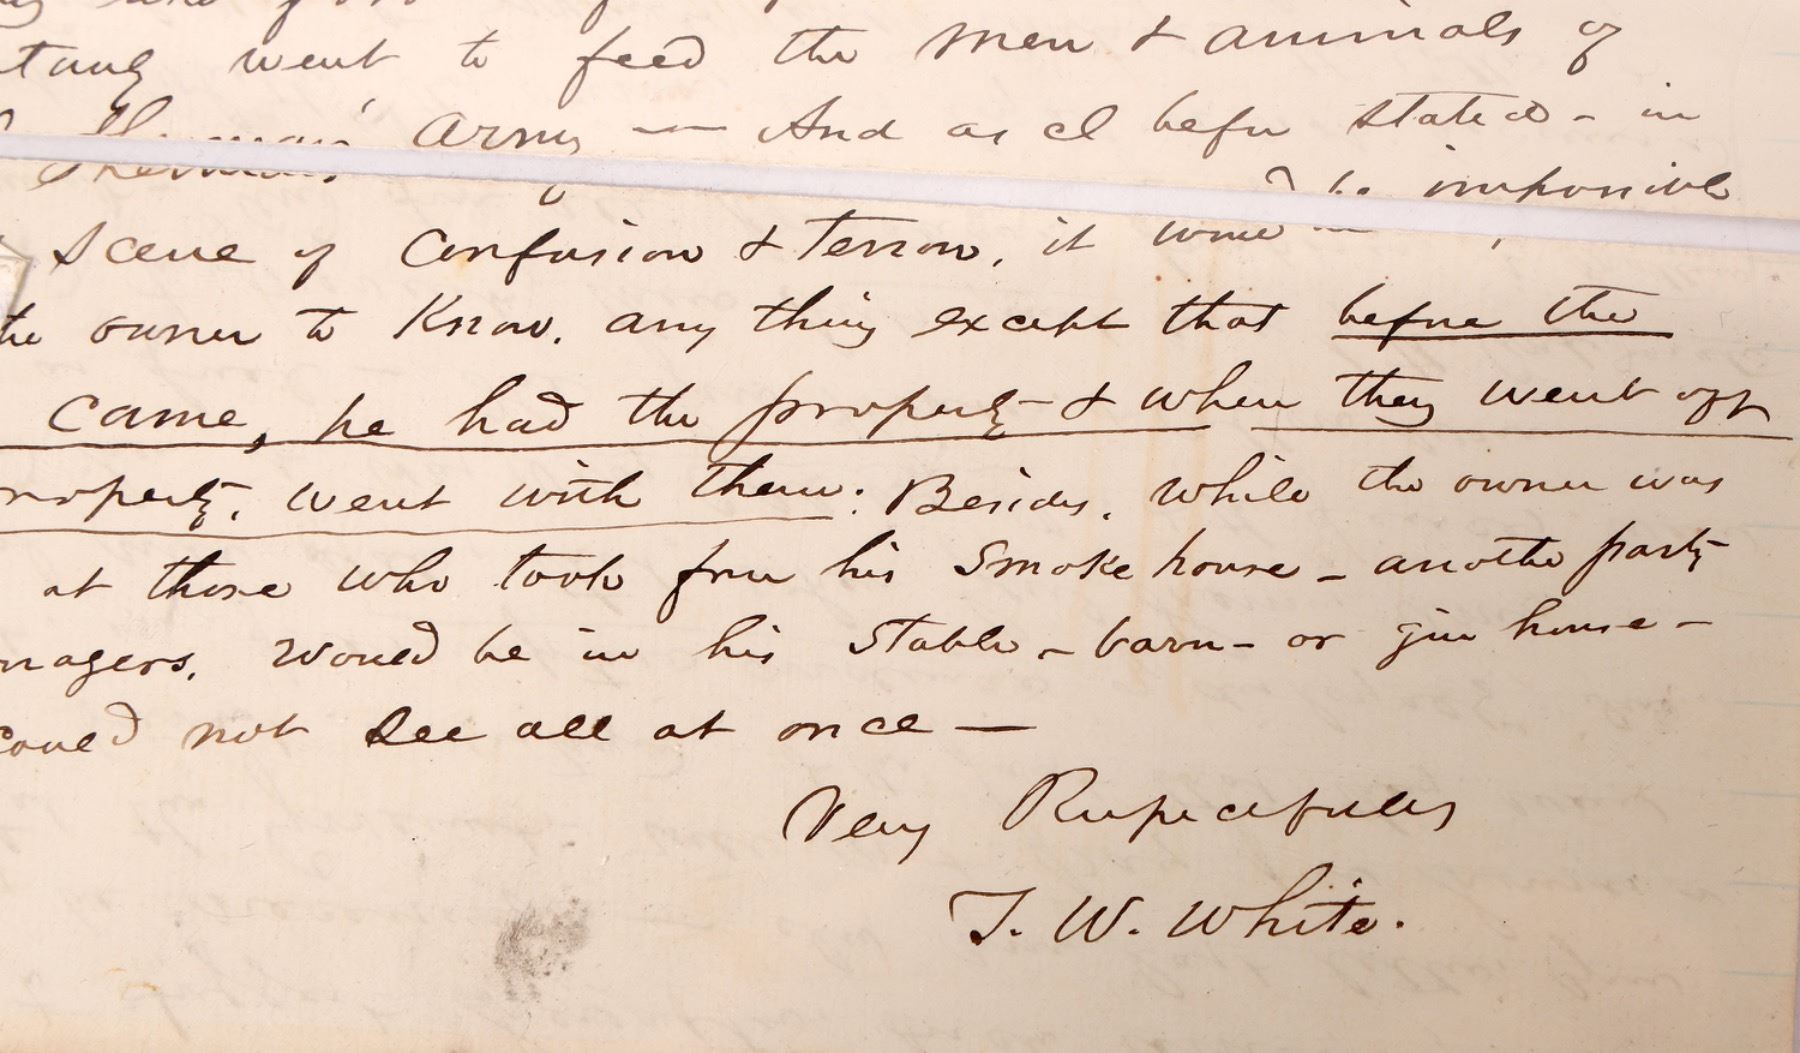 went to feed the men & animals of
Sherman's Army — And as I before stated - in
scene of Confusion & Terror, it would be impossible
the owner to Know, any thing except that before the
came, he had the property - & when they went off
property, went with them: Besides, while the owner was
at those who took from his Smoke house - another party
would be in his Stable - barn - or gin house -
could not see all at once —
Very Respectfully
T. W. White.